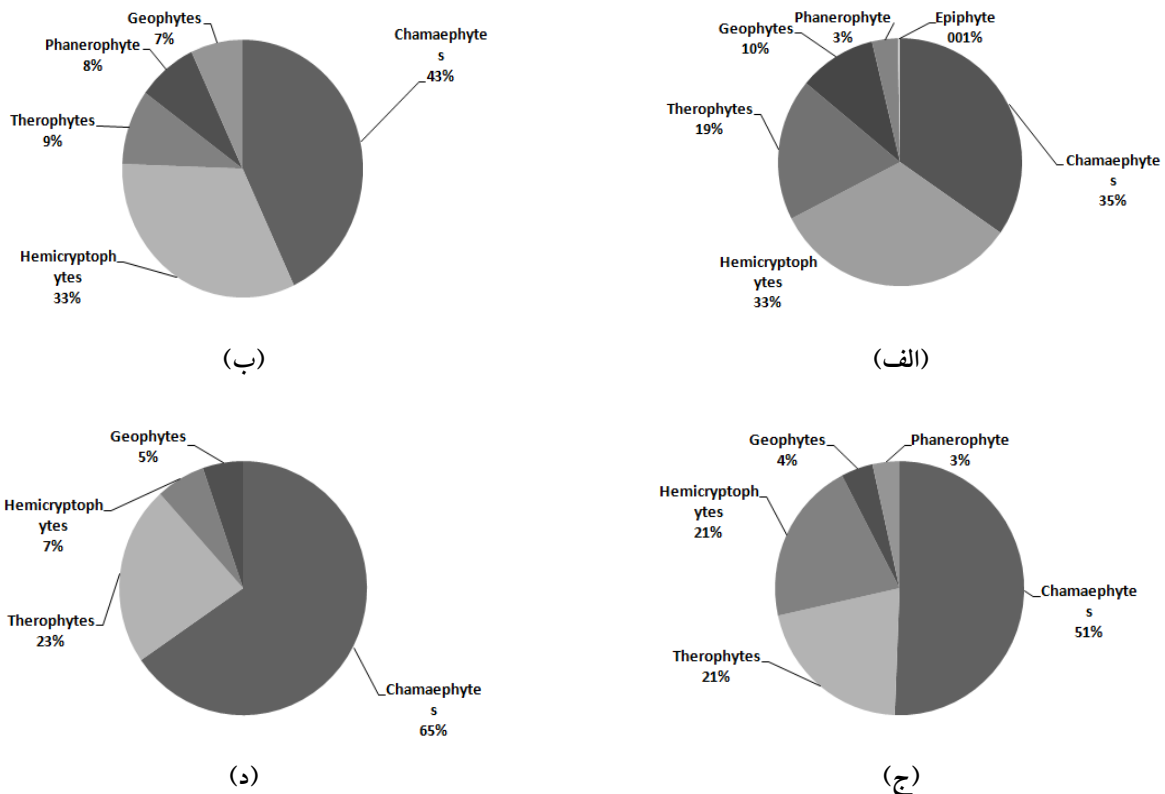 Epiphyte
001%
Phanerophyte
3%
Geophytes
10%
Therophytes
19%
Chamaephyte
s
35%
Hemicryptoph
ytes
33%
(الف)
Geophytes
7%
Phanerophyte
8%
Therophytes
9%
Chamaephyte
s
43%
Hemicryptoph
ytes
33%
(ب)
Phanerophyte
3%
Geophytes
4%
Hemicryptoph
ytes
21%
Chamaephyte
s
51%
Therophytes
21%
(ج)
Geophytes
5%
Hemicryptoph
ytes
7%
Therophytes
23%
Chamaephyte
s
65%
(د)